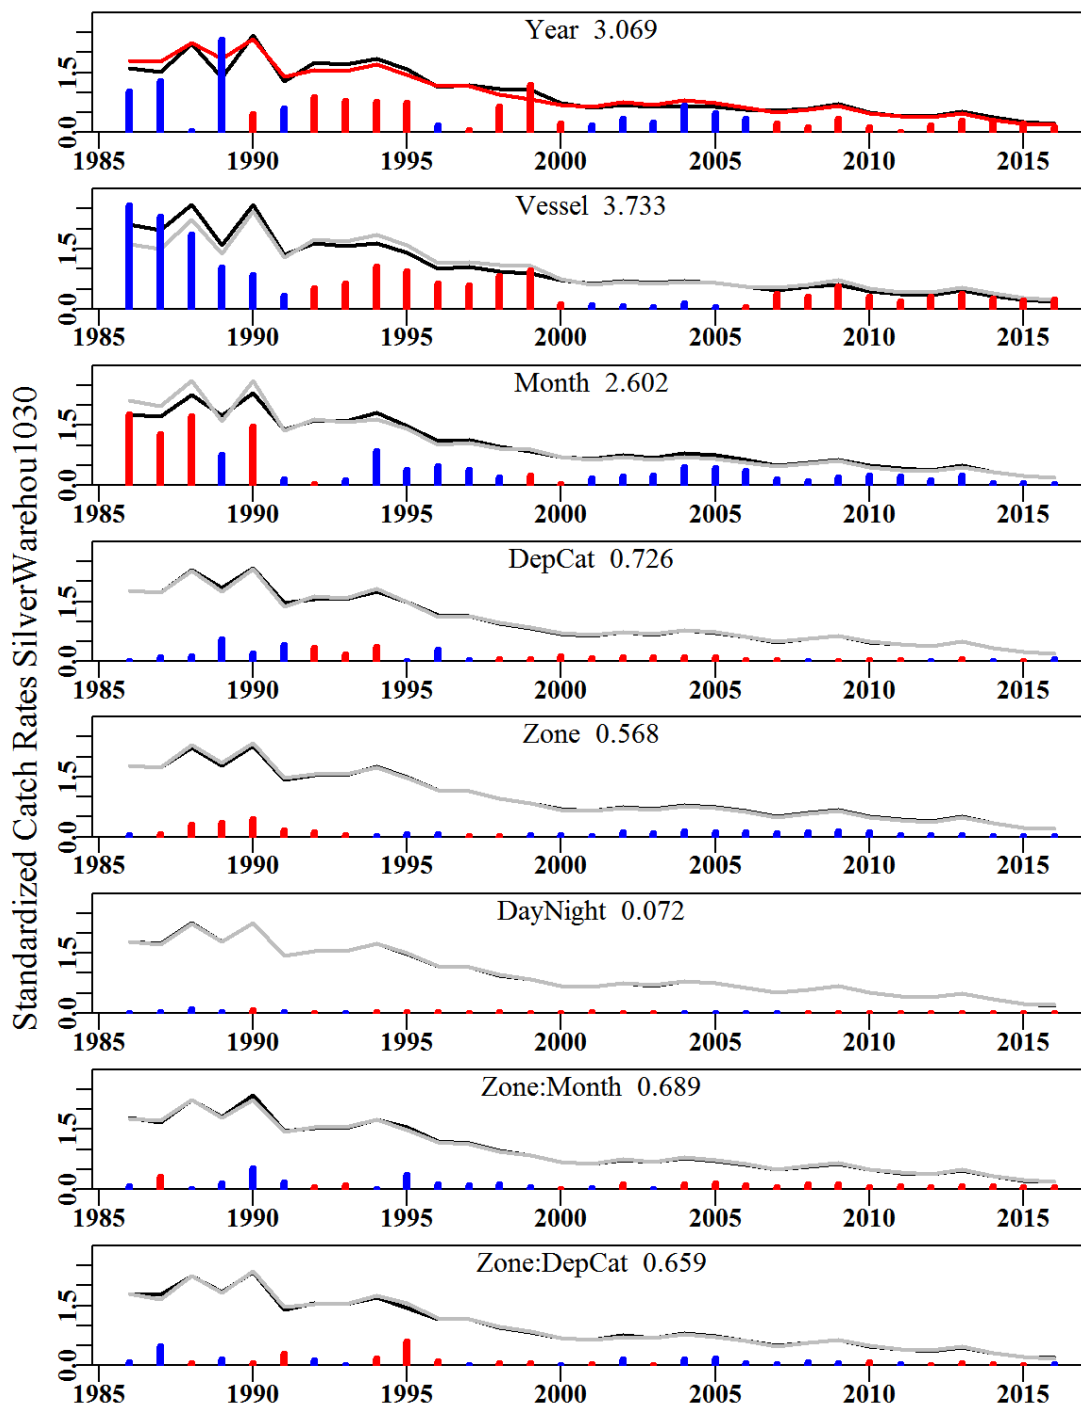 Standardized Catch Rates SilverWarehou1030
Year 3.069
0.0 1.5
1985 1990 1995 2000 2005 2010 2015
Vessel 3.733
0.0 1.5
1985 1990 1995 2000 2005 2010 2015
Month 2.602
0.0 1.5
1985 1990 1995 2000 2005 2010 2015
DepCat 0.726
0.0 1.5
1985 1990 1995 2000 2005 2010 2015
Zone 0.568
0.0 1.5
1985 1990 1995 2000 2005 2010 2015
DayNight 0.072
0.0 1.5
1985 1990 1995 2000 2005 2010 2015
Zone:Month 0.689
0.0 1.5
1985 1990 1995 2000 2005 2010 2015
Zone:DepCat 0.659
0.0 1.5
1985 1990 1995 2000 2005 2010 2015